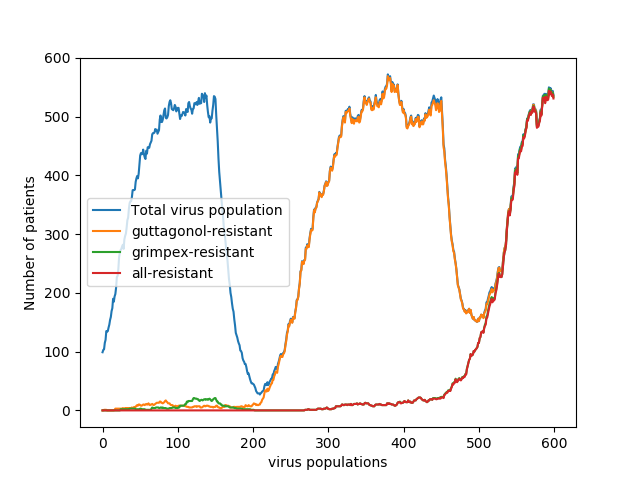 600
500
400
300
200
100
0
Number of patients
Total virus population
guttagonol-resistant
grimpex-resistant
all-resistant
0 100 200 300 400 500 600
virus populations